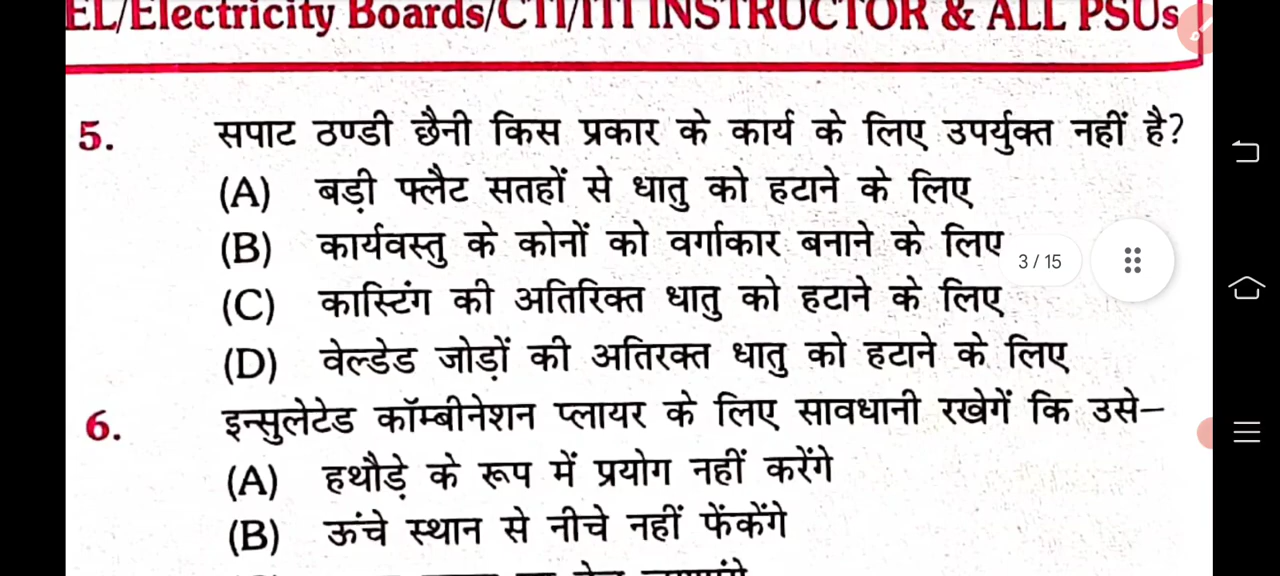 EL/Electricity Boards/CTI/ITI INSTRUCTOR & ALL PSUs
5. सपाट ठण्डी छैनी किस प्रकार के कार्य के लिए उपर्युक्त नहीं है?
(A) बड़ी फ्लैट सतहों से धातु को हटाने के लिए
(B) कार्यवस्तु के कोनों को वर्गाकार बनाने के लिए
3/15
(C) कास्टिंग की अतिरिक्त धातु को हटाने के लिए
(D) वेल्डेड जोड़ों की अतिरक्त धातु को हटाने के लिए
6. इन्सुलेटेड कॉम्बीनेशन प्लायर के लिए सावधानी रखेगें कि उसे–
(A) हथौड़े के रूप में प्रयोग नहीं करेंगे
(B) ऊंचे स्थान से नीचे नहीं फेंकेंगे